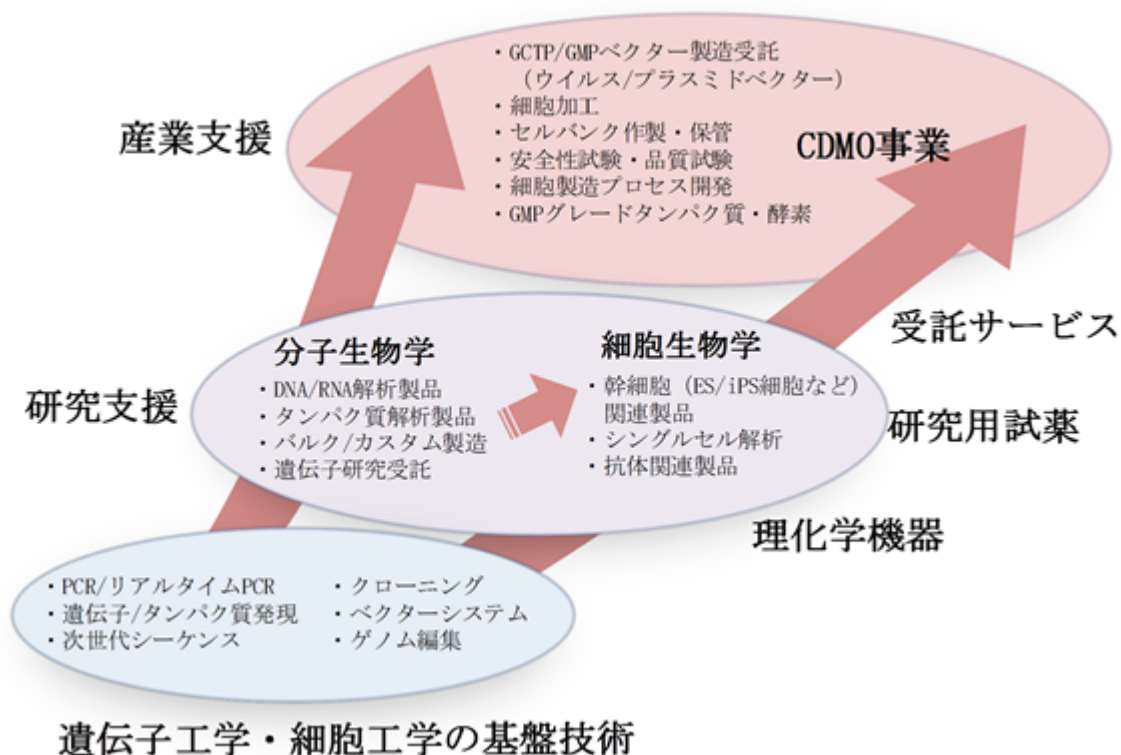 ・GCTP/GMPベクター製造受託
（ウイルス/プラスミドベクター）
・細胞加工
・セルバンク作製・保管
・安全性試験・品質試験
・細胞製造プロセス開発
・GMPグレードタンパク質・酵素
産業支援
CDMO事業
受託サービス
分子生物学
・DNA/RNA解析製品
・タンパク質解析製品
・バルク/カスタム製造
・遺伝子研究受託
細胞生物学
・幹細胞（ES/iPS細胞など）
関連製品
・シングルセル解析
・抗体関連製品
研究支援
研究用試薬
理化学機器
・PCR/リアルタイムPCR
・遺伝子/タンパク質発現
・次世代シーケンス
・クローニング
・ベクターシステム
・ゲノム編集
遺伝子工学・細胞工学の基盤技術